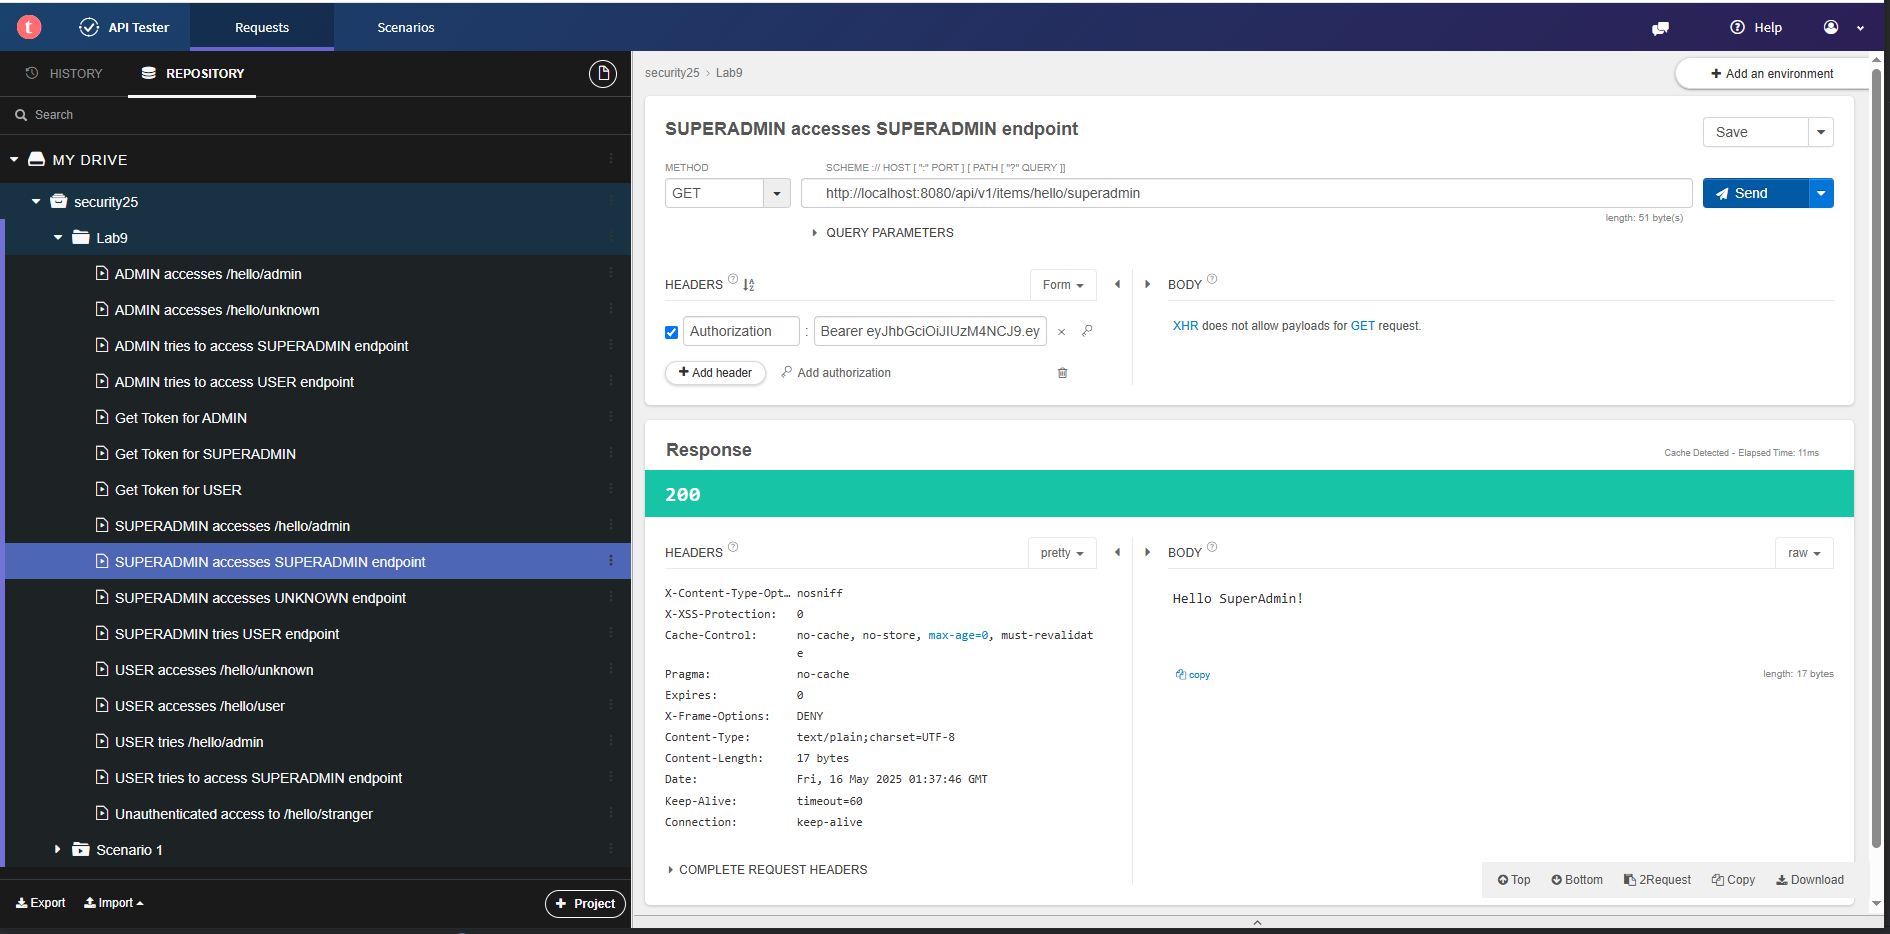 t API Tester Requests Scenarios Help
HISTORY REPOSITORY
Search
MY DRIVE
security25
Lab9
ADMIN accesses /hello/admin
ADMIN accesses /hello/unknown
ADMIN tries to access SUPERADMIN endpoint
ADMIN tries to access USER endpoint
Get Token for ADMIN
Get Token for SUPERADMIN
Get Token for USER
SUPERADMIN accesses /hello/admin
SUPERADMIN accesses SUPERADMIN endpoint
SUPERADMIN accesses UNKNOWN endpoint
SUPERADMIN tries USER endpoint
USER accesses /hello/unknown
USER accesses /hello/user
USER tries /hello/admin
USER tries to access SUPERADMIN endpoint
Unauthenticated access to /hello/stranger
Scenario 1
Export Import + Project
security25 › Lab9
+ Add an environment
SUPERADMIN accesses SUPERADMIN endpoint
Save
METHOD SCHEME :// HOST [ ":" PORT ] [ PATH [ "?" QUERY ]]
GET http://localhost:8080/api/v1/items/hello/superadmin Send
length: 51 byte(s)
QUERY PARAMETERS
HEADERS ? Form
BODY ?
Authorization : Bearer eyJhbGciOiJIUzM4NCJ9.ey ×
XHR does not allow payloads for GET request.
+ Add header Add authorization
Response
Cache Detected - Elapsed Time: 11ms
200
HEADERS ? pretty
BODY ? raw
X-Content-Type-Opt… nosniff
X-XSS-Protection: 0
Cache-Control: no-cache, no-store, max-age=0, must-revalidat
e
Pragma: no-cache
Expires: 0
X-Frame-Options: DENY
Content-Type: text/plain;charset=UTF-8
Content-Length: 17 bytes
Date: Fri, 16 May 2025 01:37:46 GMT
Keep-Alive: timeout=60
Connection: keep-alive
Hello SuperAdmin!
copy length: 17 bytes
COMPLETE REQUEST HEADERS
Top Bottom 2Request Copy Download